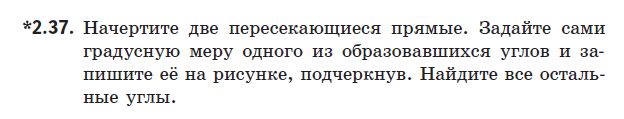 *2.37. Начертите две пересекающиеся прямые. Задайте сами
градусную меру одного из образовавшихся углов и за-
пишите её на рисунке, подчеркнув. Найдите все осталь-
ные углы.